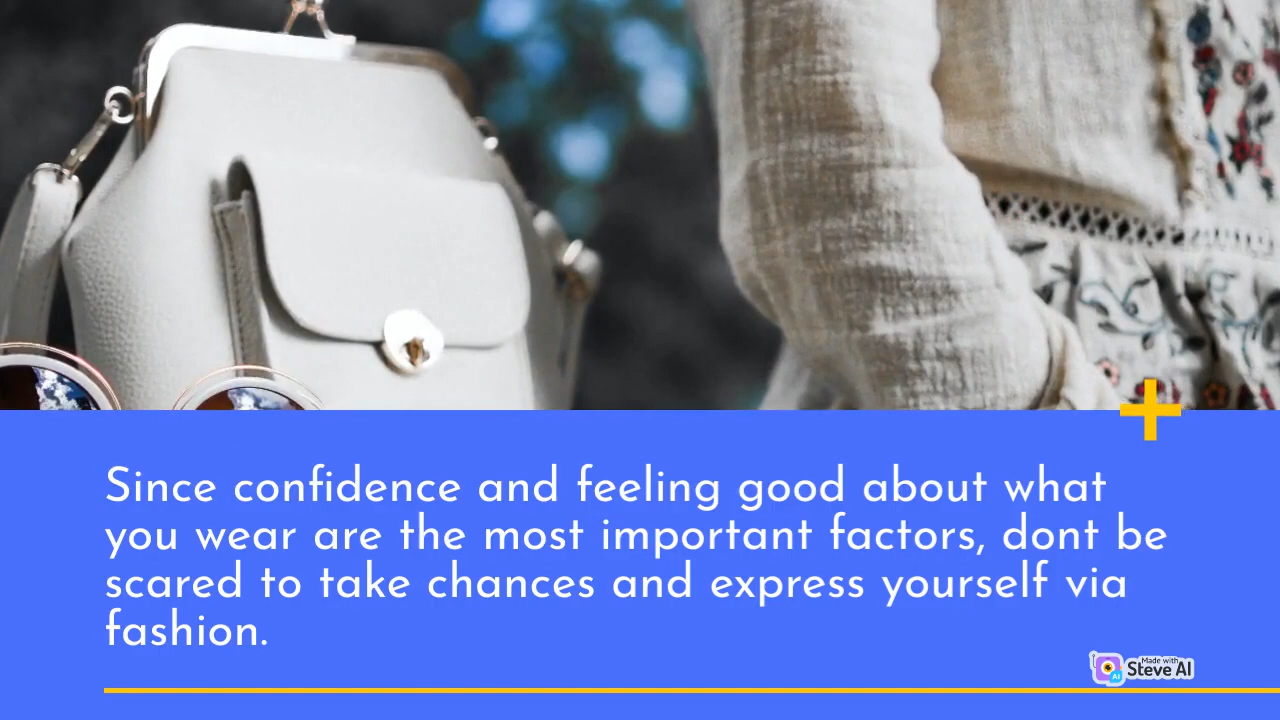 Since confidence and feeling good about what
you wear are the most important factors, dont be
scared to take chances and express yourself via
fashion.
Made with
Steve AI
AI